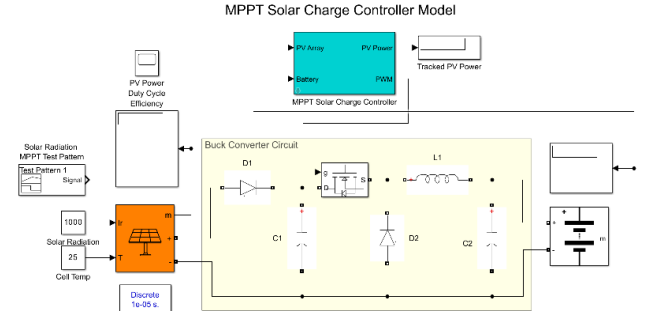 MPPT Solar Charge Controller Model
PV Array
PV Power
Battery
PWM
MPPT Solar Charge Controller
Tracked PV Power
PV Power
Duty Cycle
Efficiency
Solar Radiation
MPPT Test Pattern
Test Pattern 1
Signal
Buck Converter Circuit
D1
g
S
L1
C1
D2
C2
1000
Solar Radiation
25
Cell Temp
Ir
T
m
+
-
+
+
-
m
Discrete
1e-05 s.